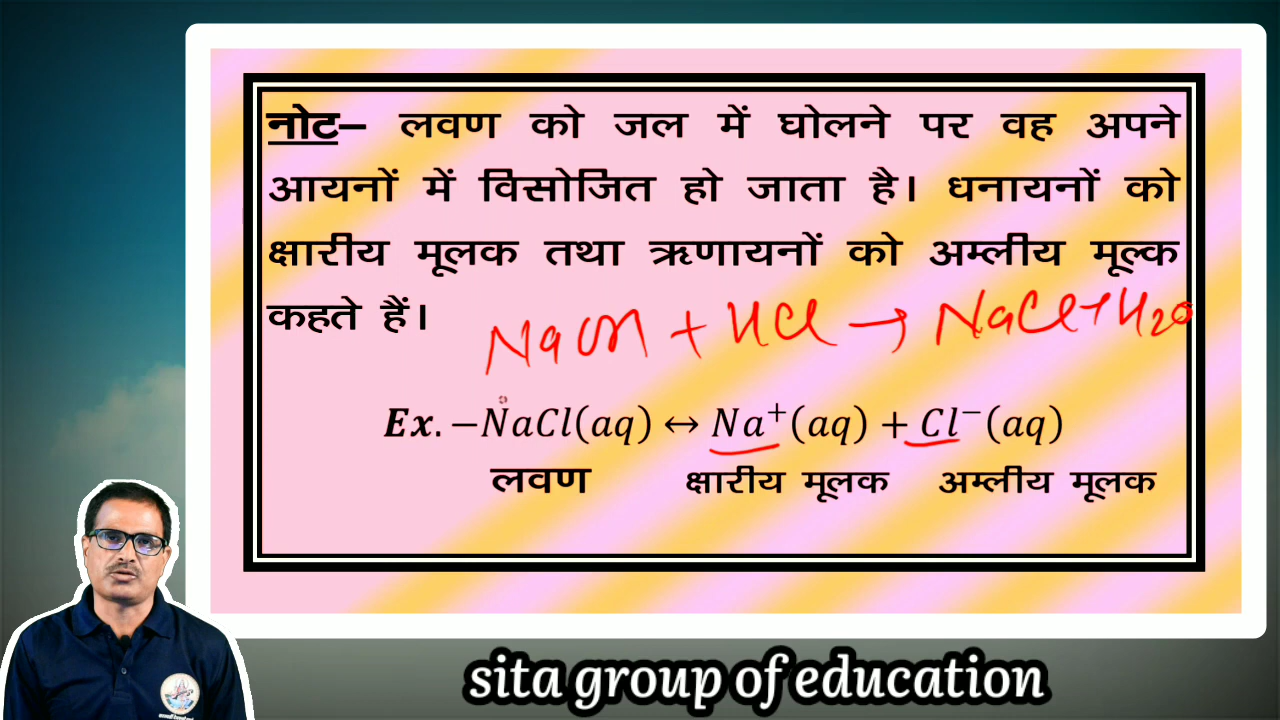 नोट– लवण को जल में घोलने पर वह अपने
आयनों में विसोजित हो जाता है। धनायनों को
क्षारीय मूलक तथा ऋणायनों को अम्लीय मूल्क
कहते हैं।
NaOH + HCl → NaCl + H2O
Ex. −NaCl(aq) ↔ Na⁺(aq) + Cl⁻(aq)
लवण क्षारीय मूलक अम्लीय मूलक
sita group of education